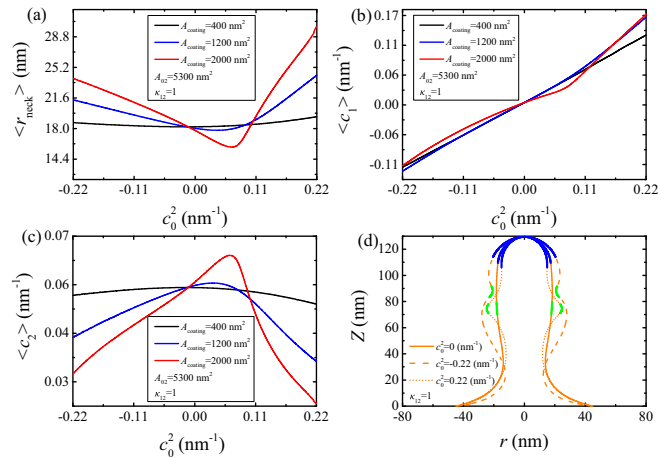 (a)
28.8
25.2
21.6
18.0
14.4
<r_neck> (nm)
A_coating=400 nm²
A_coating=1200 nm²
A_coating=2000 nm²
A_02=5300 nm²
κ_12=1
-0.22 -0.11 0.00 0.11 0.22
c_0^2 (nm⁻¹)
(b)
0.17
0.11
0.06
0.00
-0.06
-0.11
<c_1> (nm⁻¹)
A_coating=400 nm²
A_coating=1200 nm²
A_coating=2000 nm²
A_02=5300 nm²
κ_12=1
-0.22 -0.11 0.00 0.11 0.22
c_0^2 (nm⁻¹)
(c)
0.07
0.06
0.04
0.03
<c_2> (nm⁻¹)
A_coating=400 nm²
A_coating=1200 nm²
A_coating=2000 nm²
A_02=5300 nm²
κ_12=1
-0.22 -0.11 0.00 0.11 0.22
c_0^2 (nm⁻¹)
(d)
120
100
80
60
40
20
0
Z (nm)
c_0^2=0 (nm⁻¹)
c_0^2=-0.22 (nm⁻¹)
c_0^2=0.22 (nm⁻¹)
κ_12=1
-80 -40 0 40 80
r (nm)